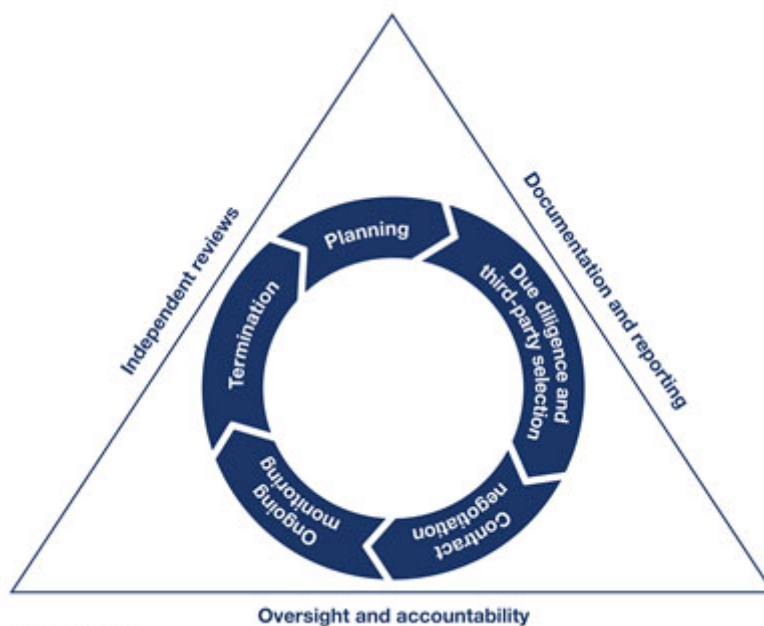 Independent reviews
Documentation and reporting
Planning
Due diligence and
third-party selection
Contract
negotiation
Ongoing
monitoring
Termination
Oversight and accountability